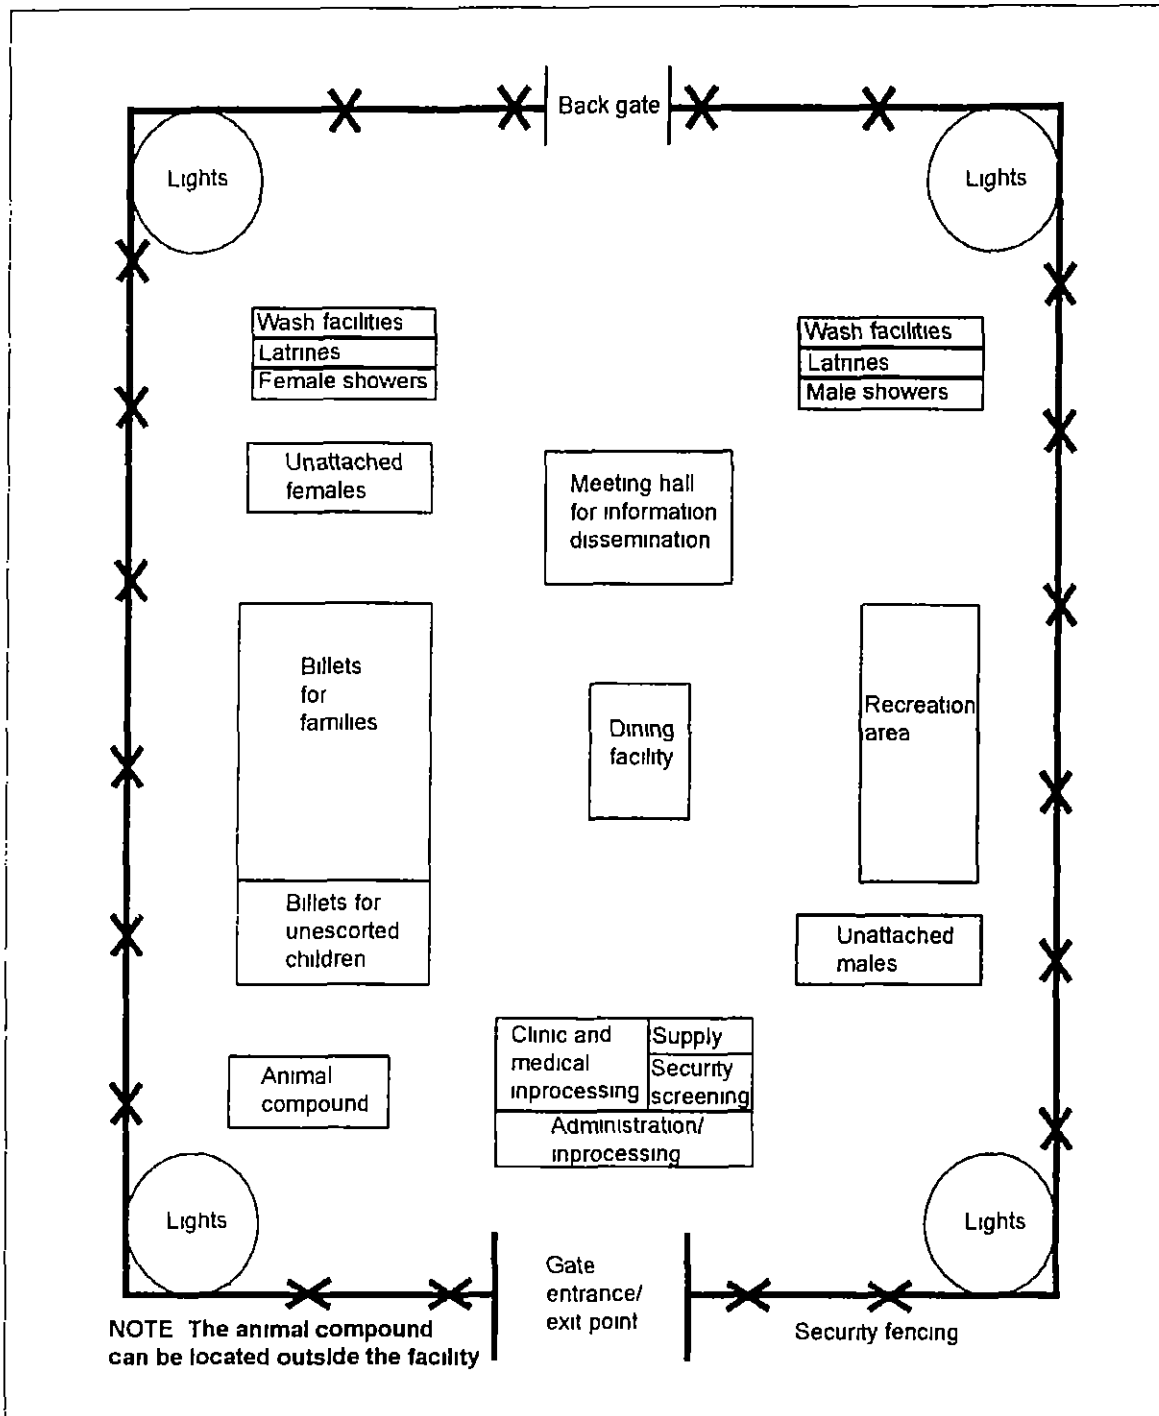 Back gate
Lights
Lights
Wash facilities
Latrines
Female showers
Wash facilities
Latrines
Male showers
Unattached
females
Meeting hall
for information
dissemination
Billets
for
families
Dining
facility
Recreation
area
Billets for
unescorted
children
Unattached
males
Clinic and
medical
inprocessing
Supply
Security
screening
Animal
compound
Administration/
inprocessing
Lights
Lights
Gate
entrance/
exit point
NOTE The animal compound
can be located outside the facility
Security fencing